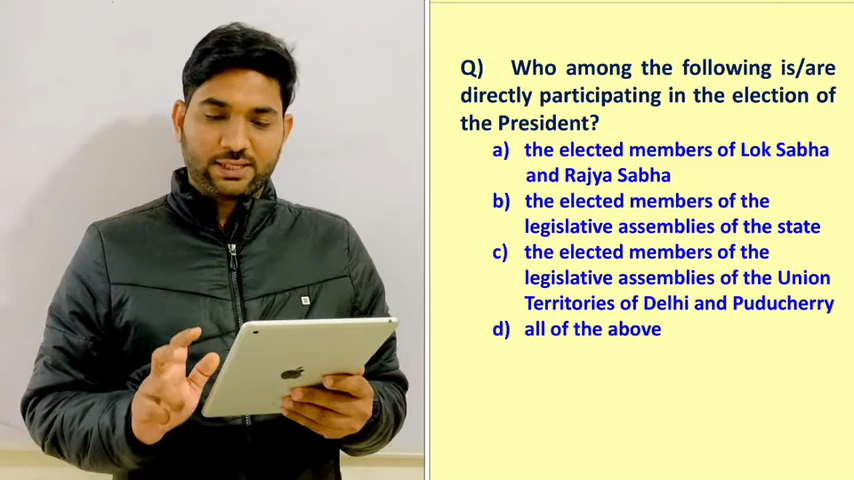 Q) Who among the following is/are
directly participating in the election of
the President?
a) the elected members of Lok Sabha
and Rajya Sabha
b) the elected members of the
legislative assemblies of the state
c) the elected members of the
legislative assemblies of the Union
Territories of Delhi and Puducherry
d) all of the above